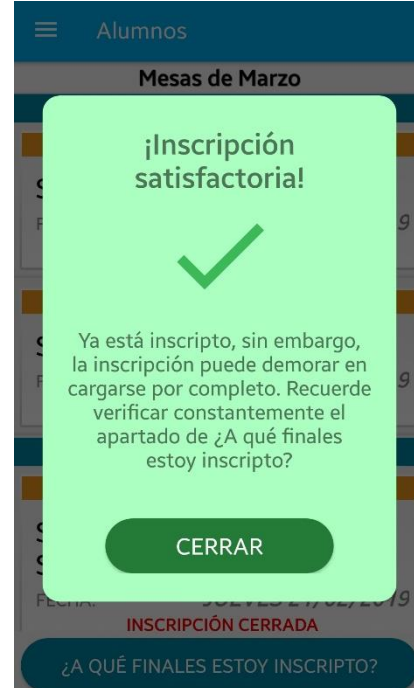 Alumnos
Mesas de Marzo
¡Inscripción
satisfactoria!
Ya está inscripto, sin embargo,
la inscripción puede demorar en
cargarse por completo. Recuerde
verificar constantemente el
apartado de ¿A qué finales
estoy inscripto?
CERRAR
FECHA: JUEVES 21/02/2019
INSCRIPCIÓN CERRADA
¿A QUÉ FINALES ESTOY INSCRIPTO?